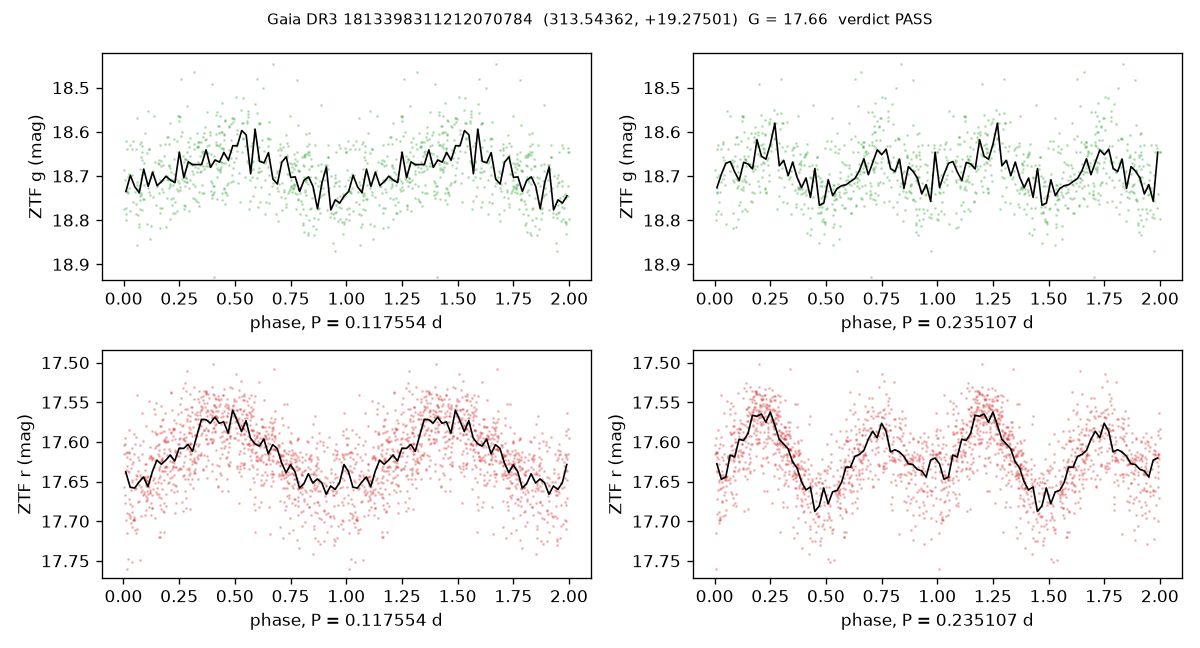 Gaia DR3 1813398311212070784 (313.54362, +19.27501) G = 17.66 verdict PASS
ZTF g (mag)
18.5
18.6
18.7
18.8
18.9
0.00 0.25 0.50 0.75 1.00 1.25 1.50 1.75 2.00
phase, P = 0.117554 d
ZTF g (mag)
18.5
18.6
18.7
18.8
18.9
0.00 0.25 0.50 0.75 1.00 1.25 1.50 1.75 2.00
phase, P = 0.235107 d
ZTF r (mag)
17.50
17.55
17.60
17.65
17.70
17.75
0.00 0.25 0.50 0.75 1.00 1.25 1.50 1.75 2.00
phase, P = 0.117554 d
ZTF r (mag)
17.50
17.55
17.60
17.65
17.70
17.75
0.00 0.25 0.50 0.75 1.00 1.25 1.50 1.75 2.00
phase, P = 0.235107 d